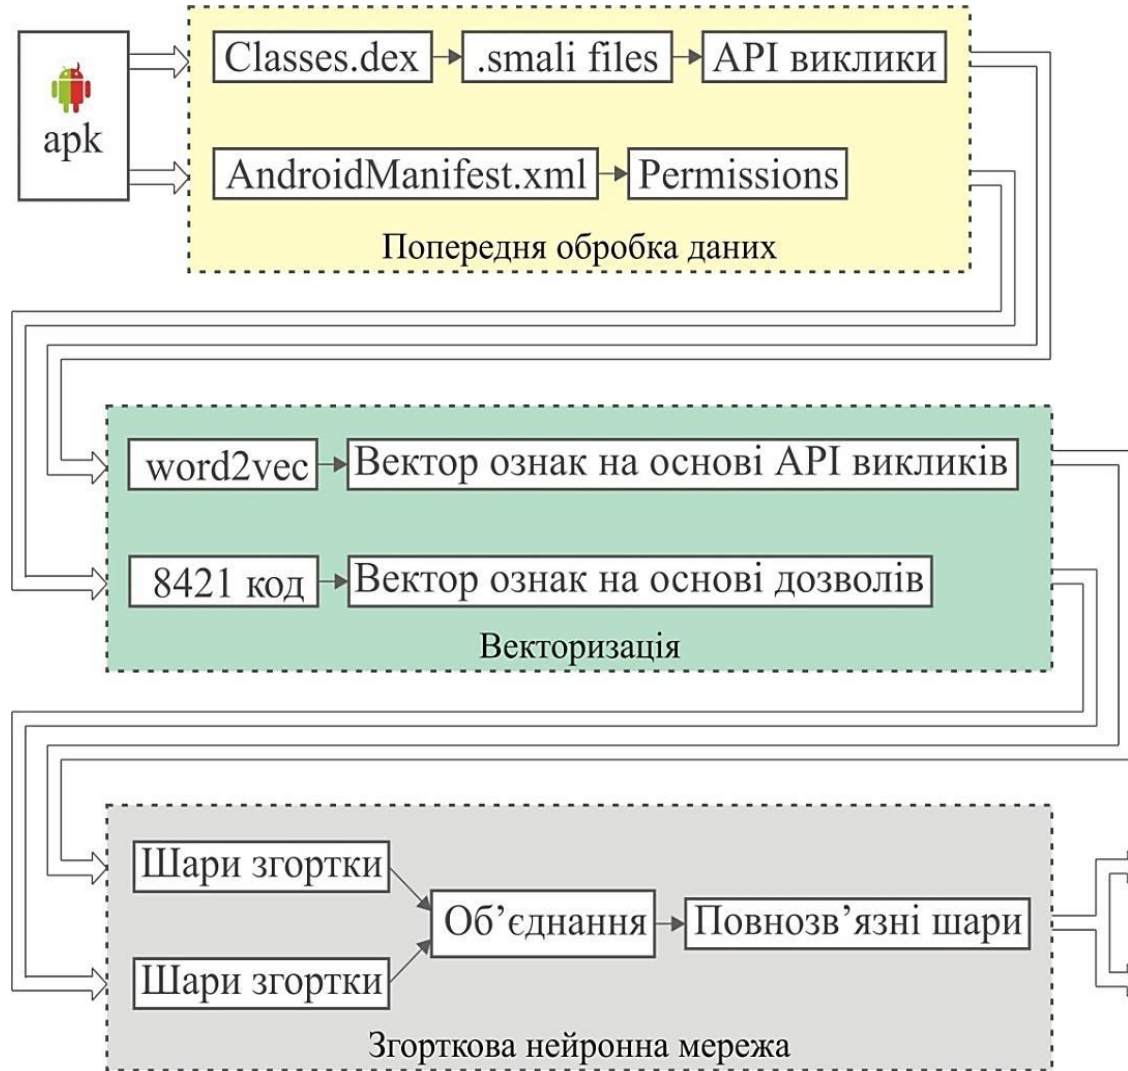 apk
Classes.dex
.smali files
API виклики
AndroidManifest.xml
Permissions
Попередня обробка даних
word2vec
Вектор ознак на основі API викликів
8421 код
Вектор ознак на основі дозволів
Векторизація
Шари згортки
Шари згортки
Об’єднання
Повнозв’язні шари
Згорткова нейронна мережа